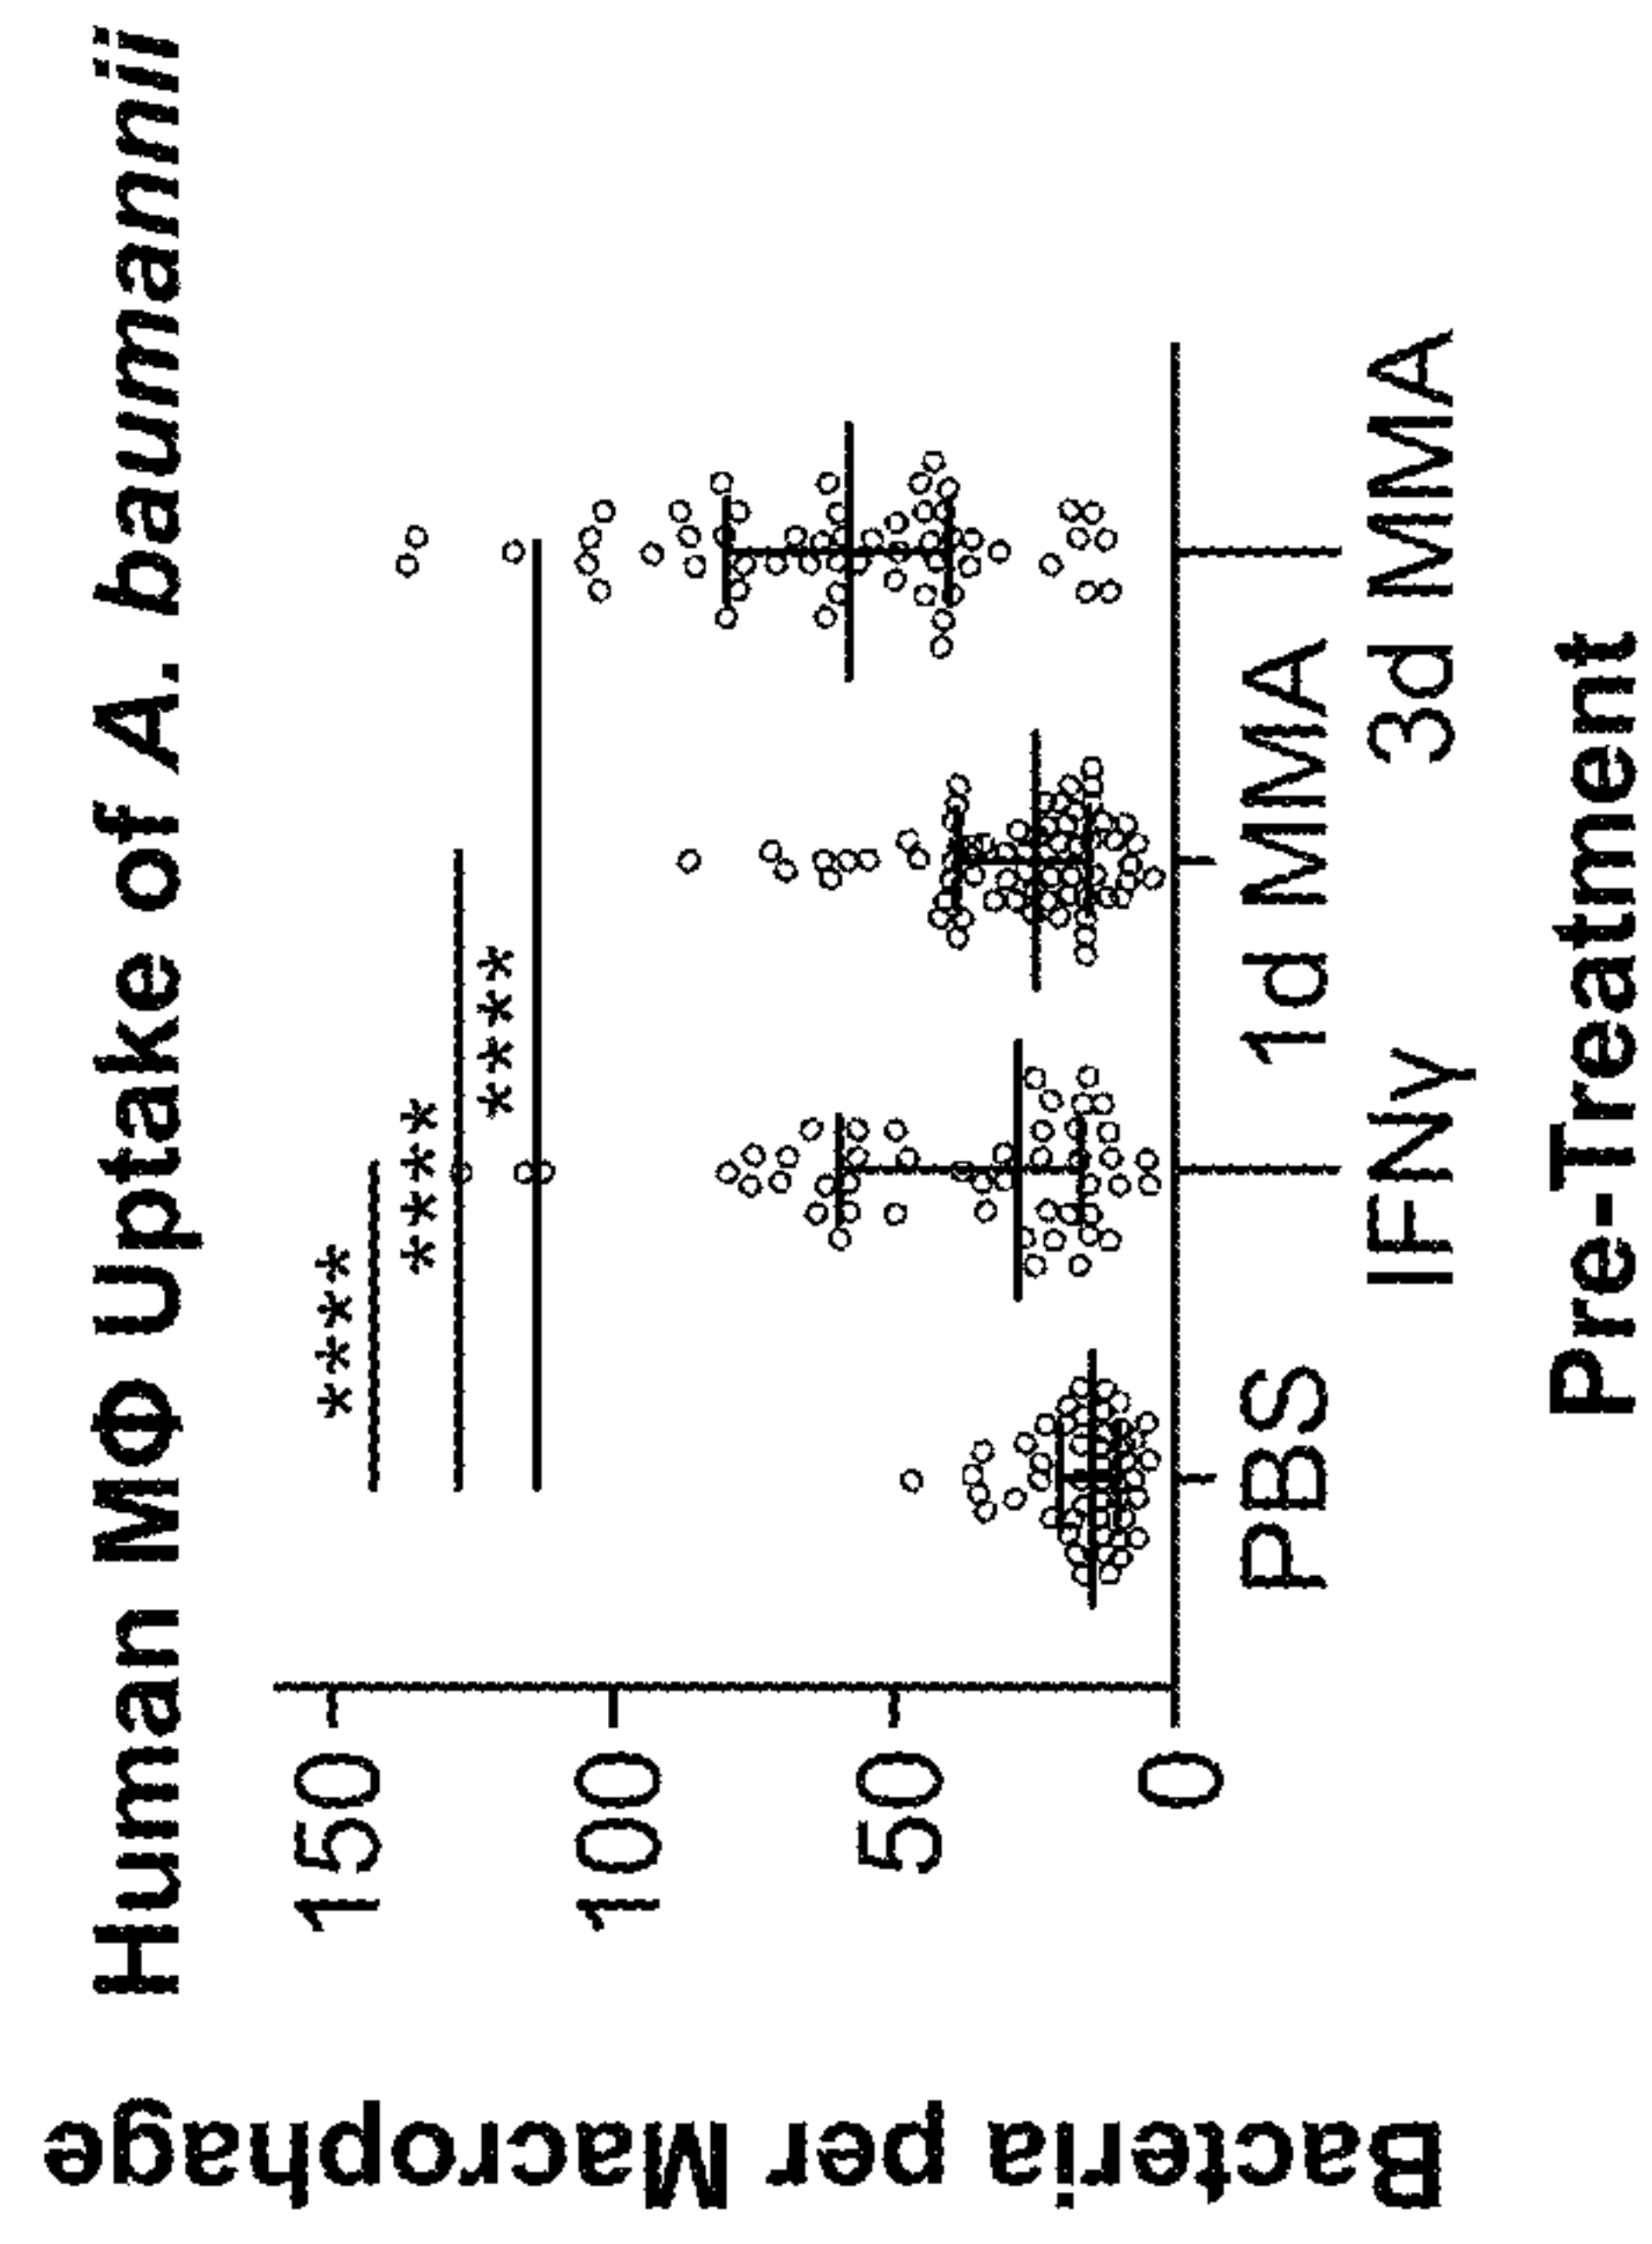 Human MΦ Uptake of A. baumannii
Bacteria per Macrophage
150
100
50
0
****
****
****
PBS
IFNγ
1d MMA
3d MMA
Pre-Treatment